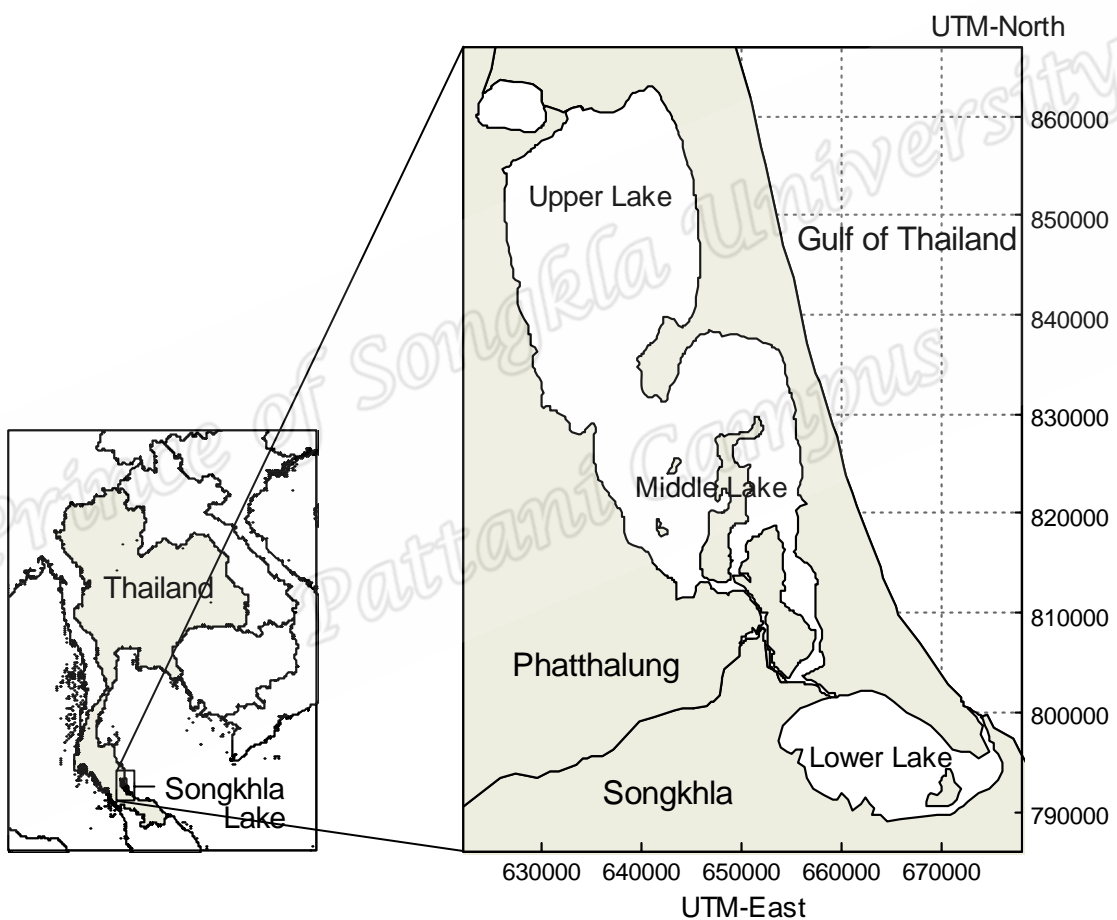 UTM-North
860000
Upper Lake
850000
Gulf of Thailand
840000
830000
Middle Lake
820000
Thailand
810000
Phatthalung
800000
Lower Lake
Songkhla
Lake
Songkhla
790000
630000 640000 650000 660000 670000
UTM-East
Prince of Songkla University
Pattani Campus